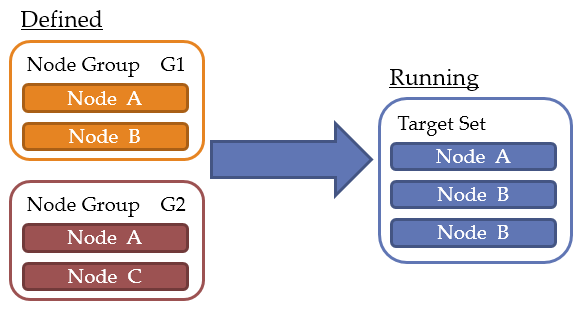 Defined
Node Group G1
Node A
Node B
Node Group G2
Node A
Node C
Running
Target Set
Node A
Node B
Node B